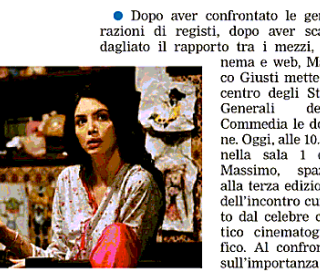 ● Dopo aver confrontato le gen
razioni di registi, dopo aver sca
dagliato il rapporto tra i mezzi,
nema e web, Ma
co Giusti mette
centro degli St
Generali de
Commedia le do
ne. Oggi, alle 10.
nella sala 1 d
Massimo, spaz
alla terza edizio
dell'incontro cu
to dal celebre c
tico cinematog
fico. Al confron
sull'importanza